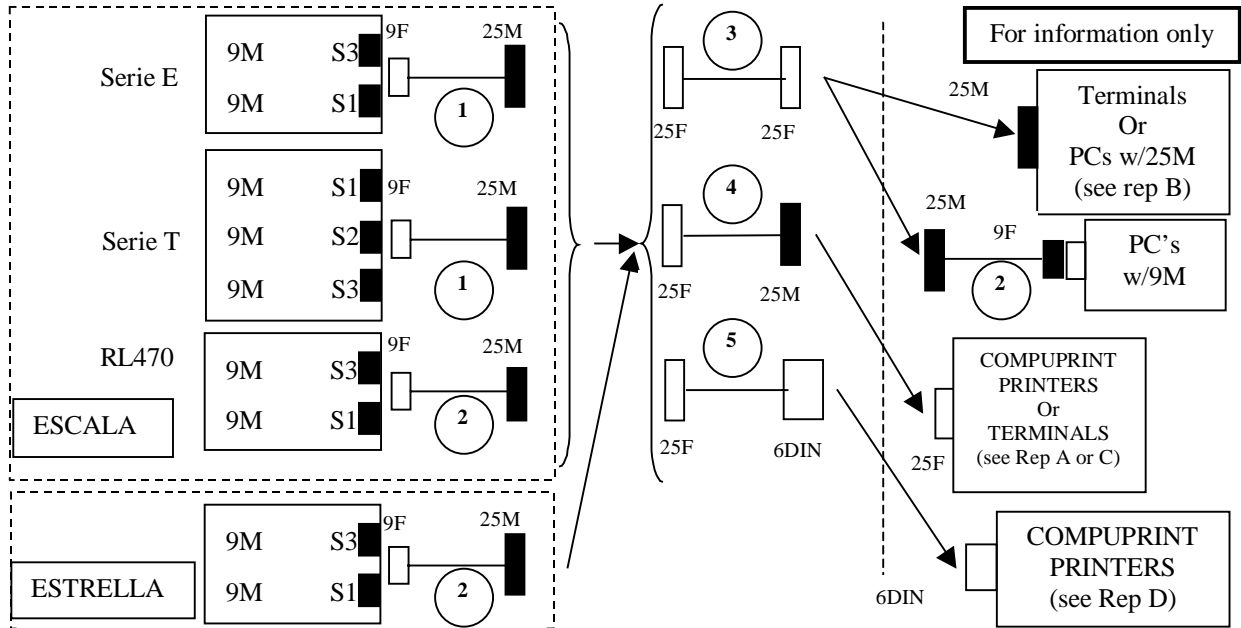 9F
25M
9M S3
Serie E
9M S1
1
9M S1
9F
25M
9M S2
Serie T
9M S3
1
RL470
9M S3
9F
25M
9M S1
2
ESCALA
9M S3
9F
25M
9M S1
2
ESTRELLA
3
25F
25F
4
25F
25M
5
25F
6DIN
For information only
25M
Terminals
Or
PCs w/25M
(see rep B)
25M
9F
2
PC’s
w/9M
COMPUPRINT
PRINTERS
Or
TERMINALS
(see Rep A or C)
25F
COMPUPRINT
PRINTERS
(see Rep D)
6DIN